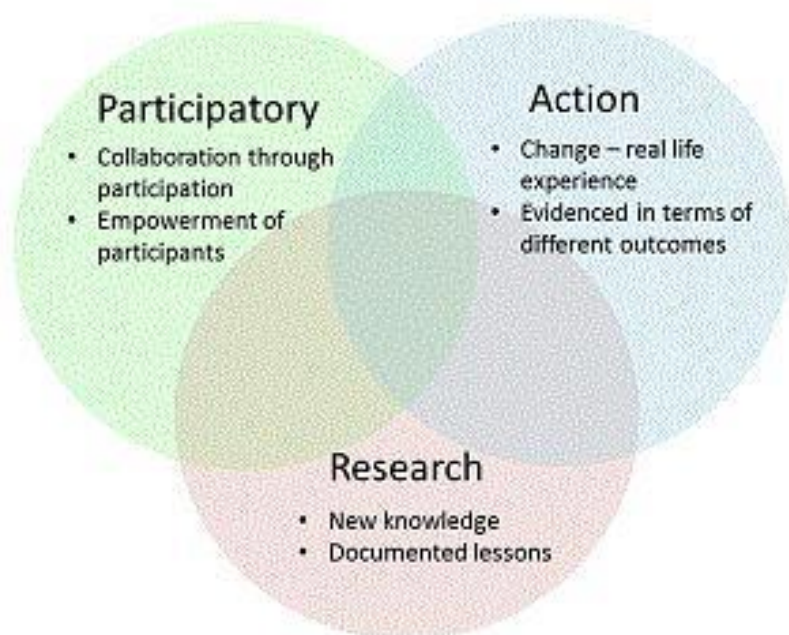 Participatory
• Collaboration through
participation
• Empowerment of
participants
Action
• Change – real life
experience
• Evidenced in terms of
different outcomes
Research
• New knowledge
• Documented lessons